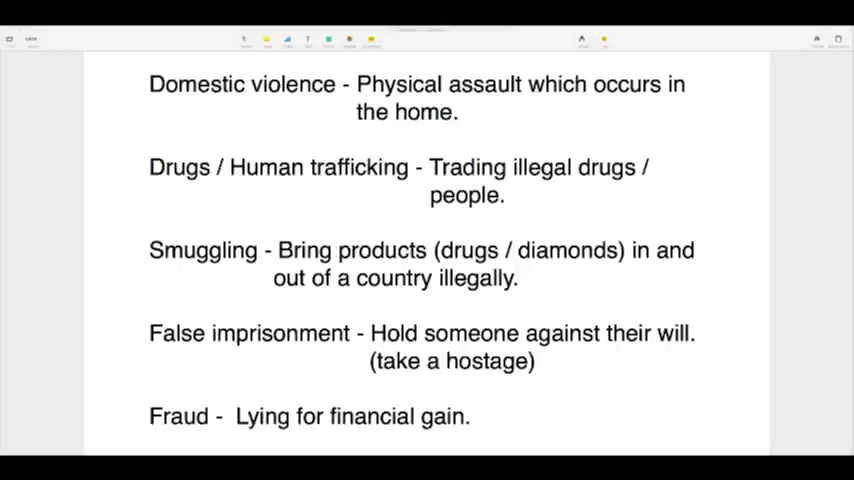 Domestic violence - Physical assault which occurs in
the home.
Drugs / Human trafficking - Trading illegal drugs /
people.
Smuggling - Bring products (drugs / diamonds) in and
out of a country illegally.
False imprisonment - Hold someone against their will.
(take a hostage)
Fraud - Lying for financial gain.